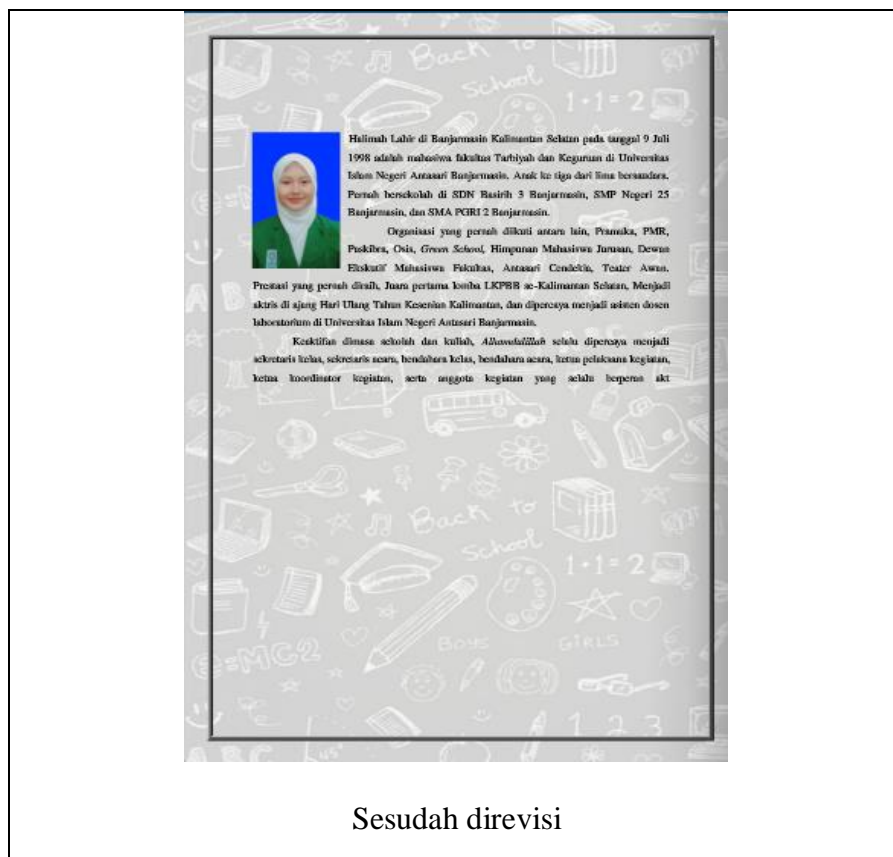 Back to
School
1+1=2
Halimah Lahir di Banjarmasin Kalimantan Selatan pada tanggal 9 Juli
1998 adalah mahasiwa fakultas Tarbiyah dan Keguruan di Universitas
Islam Negeri Antasari Banjarmasin. Anak ke tiga dari lima bersaudara.
Pernah bersekolah di SDN Basirih 3 Banjarmasin, SMP Negeri 25
Banjarmasin, dan SMA PGRI 2 Banjarmasin.
Organisasi yang pernah diikuti antara lain, Pramuka, PMR,
Paskibra, Osis, Green School, Himpunan Mahasiswa Jurusan, Dewan
Ekskutif Mahasiswa Fakultas, Antasari Cendekia, Teater Awan.
Prestasi yang pernah diraih, Juara pertama lomba LKPBB se-Kalimantan Selatan, Menjadi
aktris di ajang Hari Ulang Tahun Kesenian Kalimantan, dan dipercaya menjadi asisten dosen
laboratorium di Universitas Islam Negeri Antasari Banjarmasin.
Keaktifan dimasa sekolah dan kuliah, Alhamdulillah selalu dipercaya menjadi
sekretaris kelas, sekretaris acara, bendahara kelas, bendahara acara, ketua pelaksana kegiatan,
ketua koordinator kegiatan, serta anggota kegiatan yang selalu berperan akt
Back to
School
1+1=2
e=MC2
BOYS GIRLS
1 2 3
A B C 45°
Sesudah direvisi